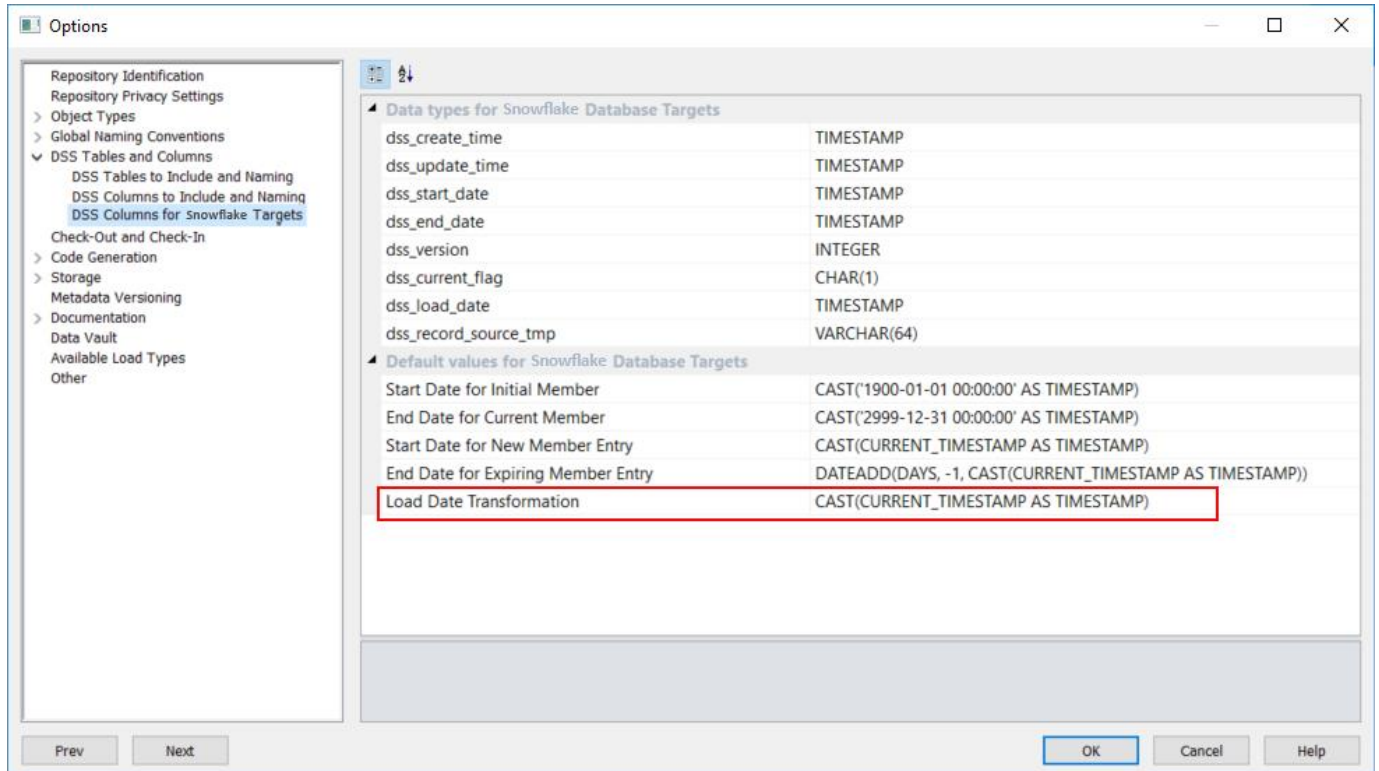 Options
Repository Identification
Repository Privacy Settings
Object Types
Global Naming Conventions
DSS Tables and Columns
DSS Tables to Include and Naming
DSS Columns to Include and Naming
DSS Columns for Snowflake Targets
Check-Out and Check-In
Code Generation
Storage
Metadata Versioning
Documentation
Data Vault
Available Load Types
Other
Data types for Snowflake Database Targets
dss_create_time TIMESTAMP
dss_update_time TIMESTAMP
dss_start_date TIMESTAMP
dss_end_date TIMESTAMP
dss_version INTEGER
dss_current_flag CHAR(1)
dss_load_date TIMESTAMP
dss_record_source_tmp VARCHAR(64)
Default values for Snowflake Database Targets
Start Date for Initial Member CAST('1900-01-01 00:00:00' AS TIMESTAMP)
End Date for Current Member CAST('2999-12-31 00:00:00' AS TIMESTAMP)
Start Date for New Member Entry CAST(CURRENT_TIMESTAMP AS TIMESTAMP)
End Date for Expiring Member Entry DATEADD(DAYS, -1, CAST(CURRENT_TIMESTAMP AS TIMESTAMP))
Load Date Transformation CAST(CURRENT_TIMESTAMP AS TIMESTAMP)
Prev Next OK Cancel Help